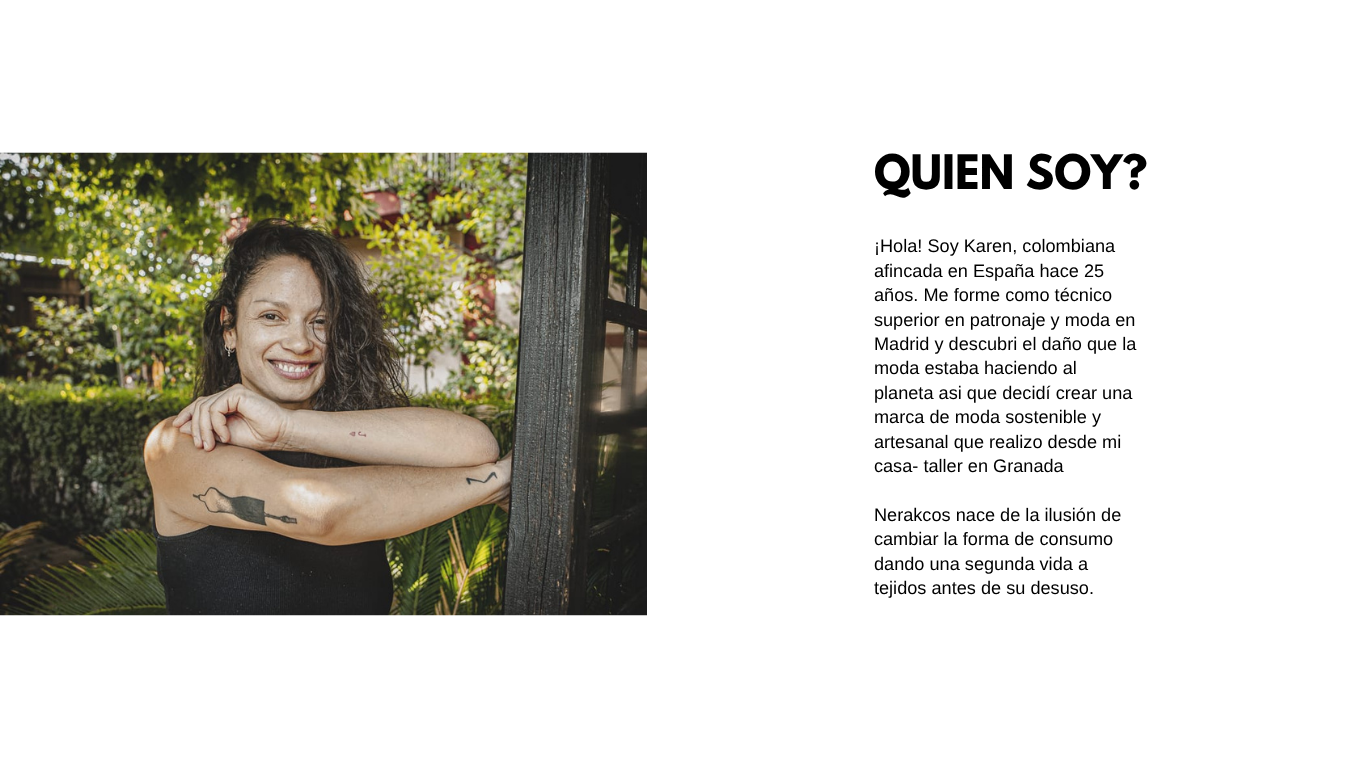 QUIEN SOY?
¡Hola! Soy Karen, colombiana
afincada en España hace 25
años. Me forme como técnico
superior en patronaje y moda en
Madrid y descubri el daño que la
moda estaba haciendo al
planeta asi que decidí crear una
marca de moda sostenible y
artesanal que realizo desde mi
casa- taller en Granada
Nerakcos nace de la ilusión de
cambiar la forma de consumo
dando una segunda vida a
tejidos antes de su desuso.